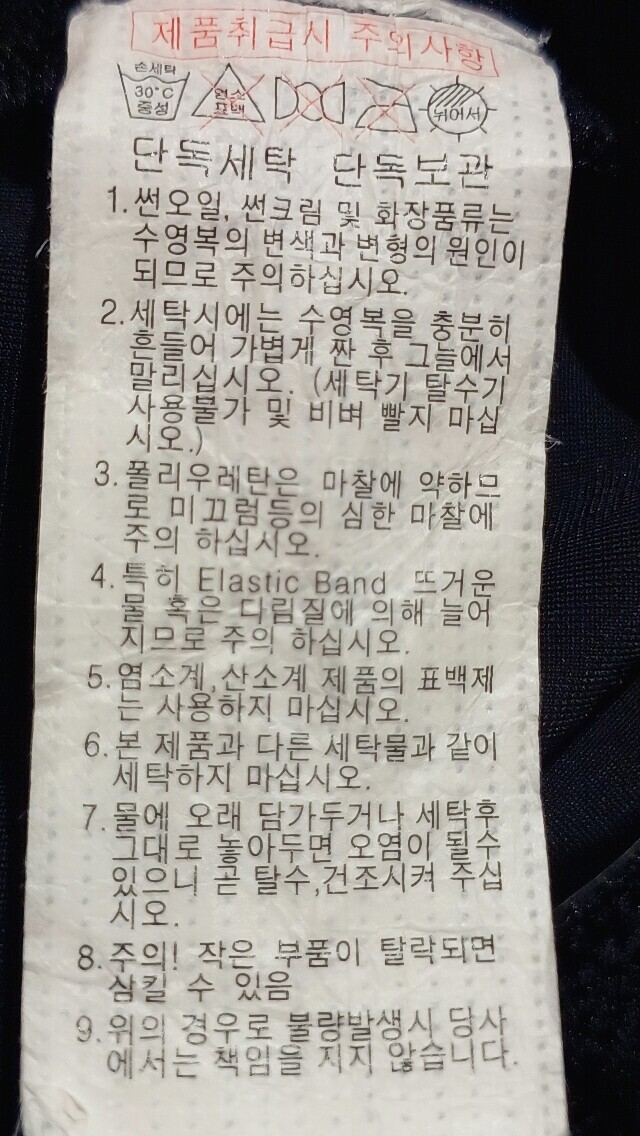 제품취급시 주의사항
손세탁
30°C
중성
염소
표백
뉘어서
단독세탁 단독보관
1. 썬오일, 썬크림 및 화장품류는
수영복의 변색과 변형의 원인이
되므로 주의하십시오.
2. 세탁시에는 수영복을 충분히
흔들어 가볍게 짠 후 그늘에서
말리십시오. (세탁기 탈수기
사용불가 및 비벼 빨지 마십
시오.)
3. 폴리우레탄은 마찰에 약하므
로 미끄럼등의 심한 마찰에
주의 하십시오.
4. 특히 Elastic Band 뜨거운
물 혹은 다림질에 의해 늘어
지므로 주의 하십시오.
5. 염소계,산소계 제품의 표백제
는 사용하지 마십시오.
6. 본 제품과 다른 세탁물과 같이
세탁하지 마십시오.
7. 물에 오래 담가두거나 세탁후
그대로 놓아두면 오염이 될수
있으니 곧 탈수,건조시켜 주십
시오.
8. 주의! 작은 부품이 탈락되면
삼킬 수 있음
9. 위의 경우로 불량발생시 당사
에서는 책임을 지지 않습니다.